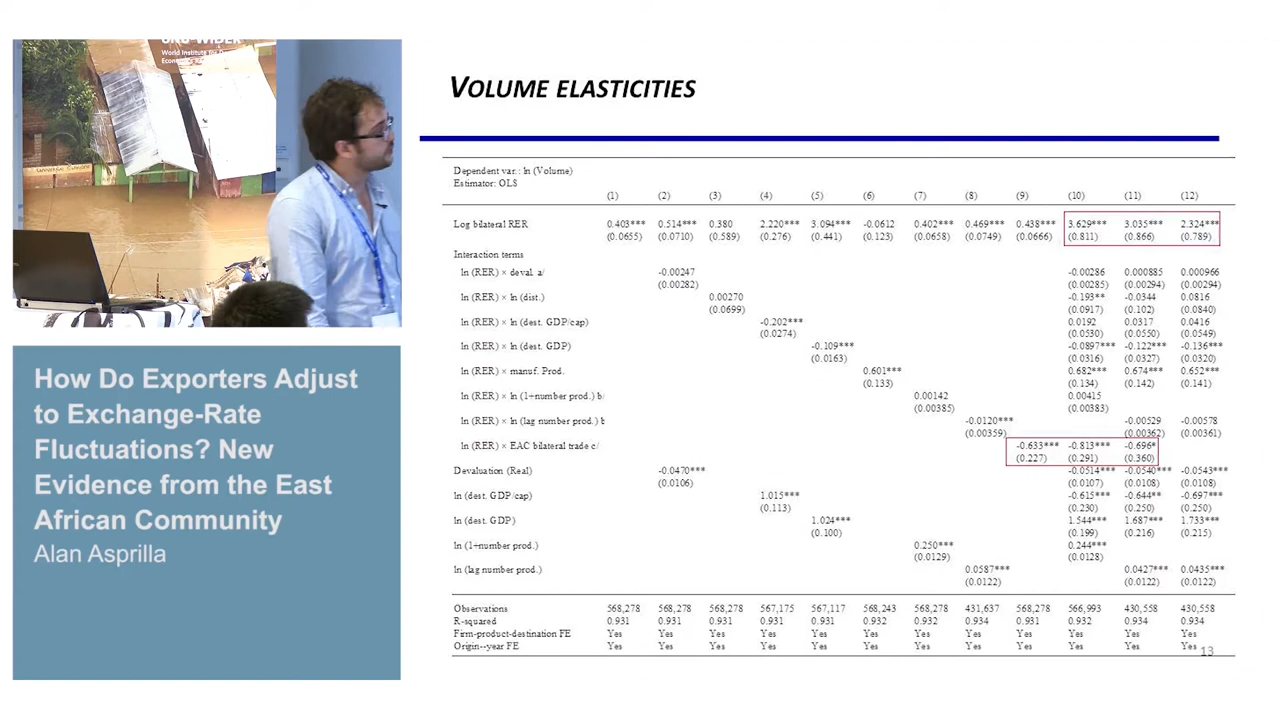 UNU-WIDER
World Institute for
VOLUME ELASTICITIES
Dependent var.: ln (Volume)
Estimator: OLS
(1) (2) (3) (4) (5) (6) (7) (8) (9) (10) (11) (12)
Log bilateral RER 0.403*** 0.514*** 0.380 2.220*** 3.094*** -0.0612 0.402*** 0.469*** 0.438*** 3.629*** 3.035*** 2.324***
(0.0655) (0.0710) (0.589) (0.276) (0.441) (0.123) (0.0658) (0.0749) (0.0666) (0.811) (0.866) (0.789)
Interaction terms
ln (RER) × deval. a/ -0.00247 -0.00286 0.000885 0.000966
(0.00282) (0.00285) (0.00294) (0.00294)
ln (RER) × ln (dist.) 0.00270 -0.193** -0.0344 0.0816
(0.0699) (0.0917) (0.102) (0.0840)
ln (RER) × ln (dest. GDP/cap) -0.202*** 0.0192 0.0317 0.0416
(0.0274) (0.0530) (0.0550) (0.0549)
ln (RER) × ln (dest. GDP) -0.109*** -0.0897*** -0.122*** -0.136***
(0.0163) (0.0316) (0.0327) (0.0320)
ln (RER) × manuf. Prod. 0.601*** 0.682*** 0.674*** 0.652***
(0.133) (0.134) (0.142) (0.141)
ln (RER) × ln (1+number prod.) b/ 0.00142 0.00415
(0.00385) (0.00383)
ln (RER) × ln (lag number prod.) b -0.0120*** -0.00529 -0.00578
(0.00359) (0.00362) (0.00361)
ln (RER) × EAC bilateral trade c/ -0.633*** -0.813*** -0.696*
(0.227) (0.291) (0.360)
Devaluation (Real) -0.0470*** -0.0514*** -0.0540*** -0.0543***
(0.0106) (0.0107) (0.0108) (0.0108)
ln (dest. GDP/cap) 1.015*** -0.615*** -0.644** -0.697***
(0.113) (0.230) (0.250) (0.250)
ln (dest. GDP) 1.024*** 1.544*** 1.687*** 1.733***
(0.100) (0.199) (0.216) (0.215)
ln (1+number prod.) 0.250*** 0.244***
(0.0129) (0.0128)
ln (lag number prod.) 0.0587*** 0.0427*** 0.0435***
(0.0122) (0.0122) (0.0122)
Observations 568,278 568,278 568,278 567,175 567,117 568,243 568,278 431,637 568,278 566,993 430,558 430,558
R-squared 0.931 0.931 0.931 0.931 0.931 0.932 0.932 0.934 0.931 0.932 0.934 0.934
Firm-product-destination FE Yes Yes Yes Yes Yes Yes Yes Yes Yes Yes Yes Yes
Origin--year FE Yes Yes Yes Yes Yes Yes Yes Yes Yes Yes Yes Yes
13
How Do Exporters Adjust
to Exchange-Rate
Fluctuations? New
Evidence from the East
African Community
Alan Asprilla